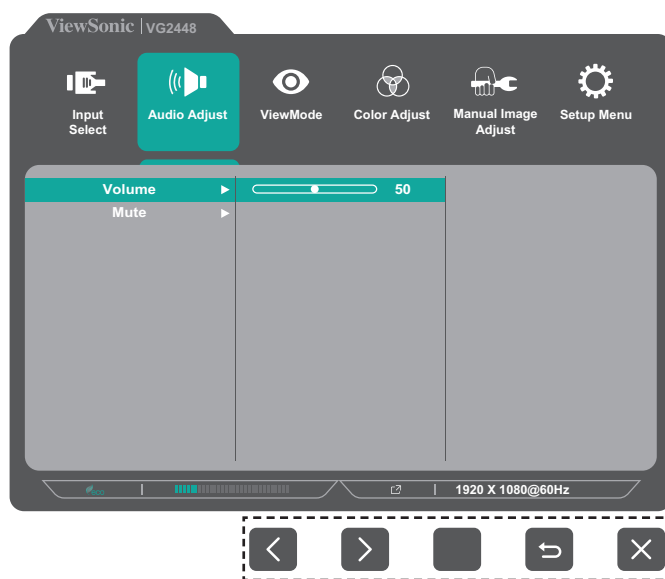 ViewSonic | VG2448
Input
Select
Audio Adjust
ViewMode
Color Adjust
Manual Image
Adjust
Setup Menu
Volume
50
Mute
eco
1920 X 1080@60Hz